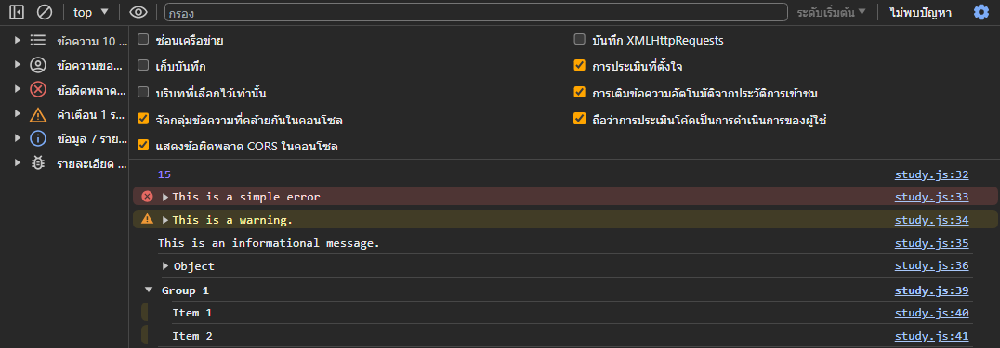 top กรอง ระดับเริ่มต้น ไม่พบปัญหา
ข้อความ 10 ...
ข้อความขอ...
ข้อผิดพลาด...
คำเตือน 1 ร...
ข้อมูล 7 ราย...
รายละเอียด ...
ซ่อนเครือข่าย บันทึก XMLHttpRequests
เก็บบันทึก การประเมินที่ตั้งใจ
บริบทที่เลือกไว้เท่านั้น การเติมข้อความอัตโนมัติจากประวัติการเข้าชม
จัดกลุ่มข้อความที่คล้ายกันในคอนโซล ถือว่าการประเมินโค้ดเป็นการดำเนินการของผู้ใช้
แสดงข้อผิดพลาด CORS ในคอนโซล
15 study.js:32
This is a simple error study.js:33
This is a warning. study.js:34
This is an informational message. study.js:35
Object study.js:36
Group 1 study.js:39
Item 1 study.js:40
Item 2 study.js:41